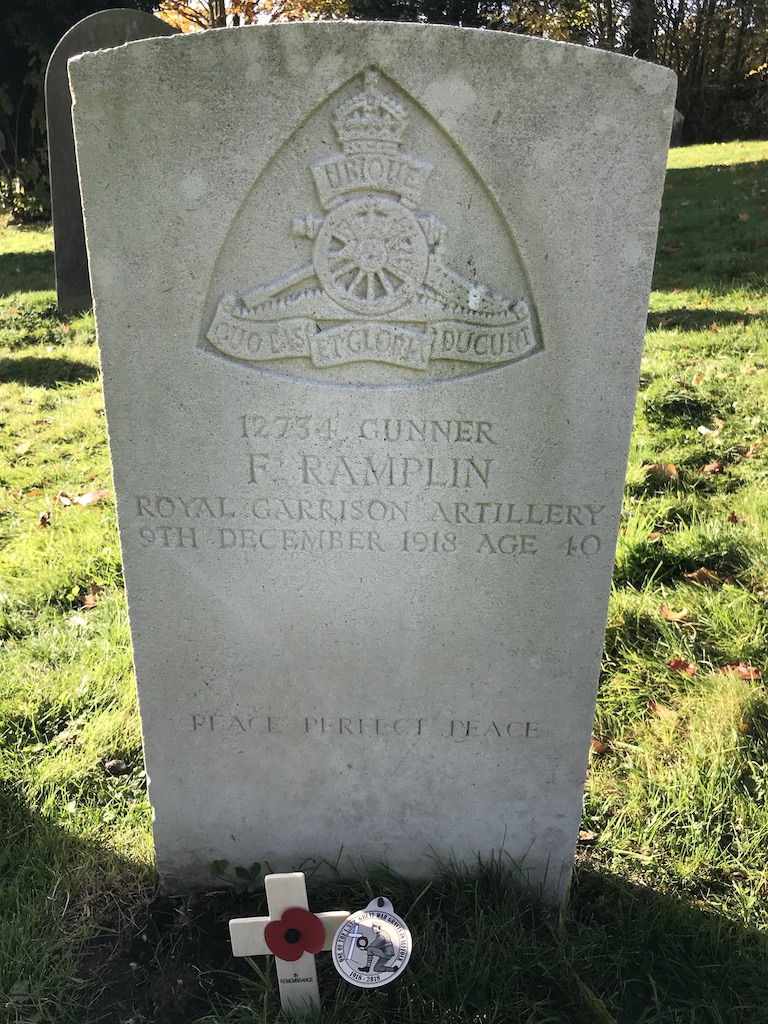 UBIQUE
QUO FAS ET GLORIA DUCUNT
12734 GUNNER
F. RAMPLIN
ROYAL GARRISON ARTILLERY
9TH DECEMBER 1918 AGE 40
PEACE PERFECT PEACE
IN
REMEMBRANCE
1918-2018